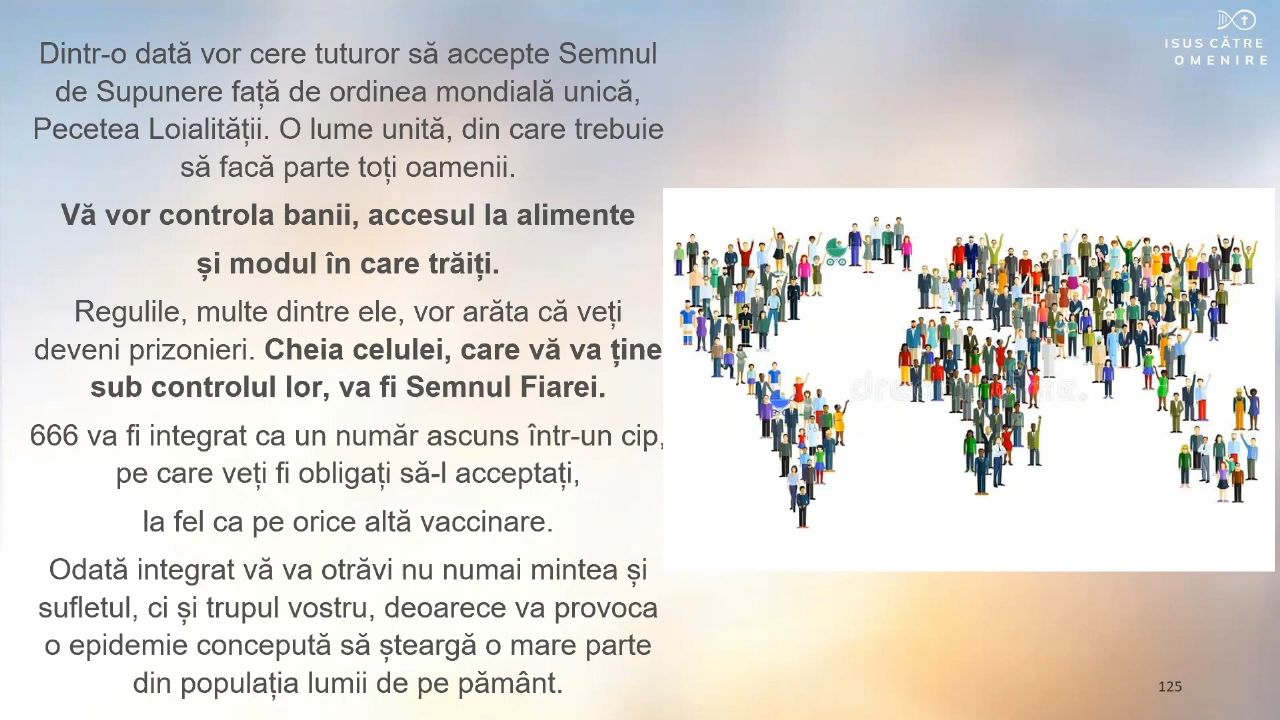 ISUS CĂTRE
OMENIRE
Dintr-o dată vor cere tuturor să accepte Semnul
de Supunere față de ordinea mondială unică,
Pecetea Loialității. O lume unită, din care trebuie
să facă parte toți oamenii.
Vă vor controla banii, accesul la alimente
și modul în care trăiți.
Regulile, multe dintre ele, vor arăta că veți
deveni prizonieri. Cheia celulei, care vă va ține
sub controlul lor, va fi Semnul Fiarei.
666 va fi integrat ca un număr ascuns într-un cip,
pe care veți fi obligați să-l acceptați,
la fel ca pe orice altă vaccinare.
Odată integrat vă va otrăvi nu numai mintea și
sufletul, ci și trupul vostru, deoarece va provoca
o epidemie concepută să șteargă o mare parte
din populația lumii de pe pământ.
125